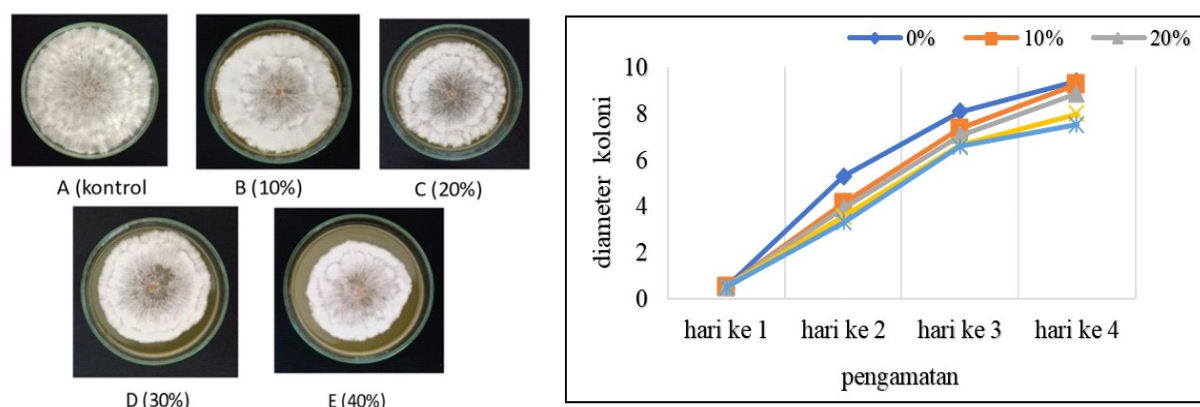 A (kontrol
B (10%)
C (20%)
D (30%)
E (40%)
0% 10% 20%
diameter koloni
10
8
6
4
2
0
hari ke 1 hari ke 2 hari ke 3 hari ke 4
pengamatan